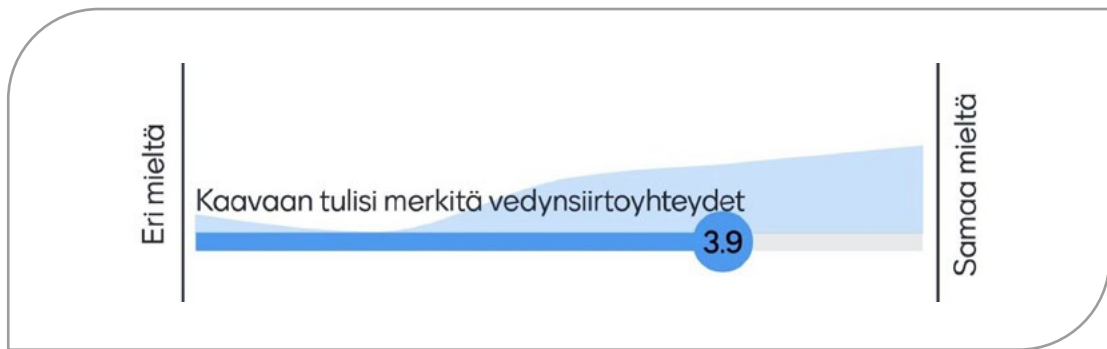 Eri mieltä
Kaavaan tulisi merkitä vedynsiirtoyhteydet
3.9
Samaa mieltä